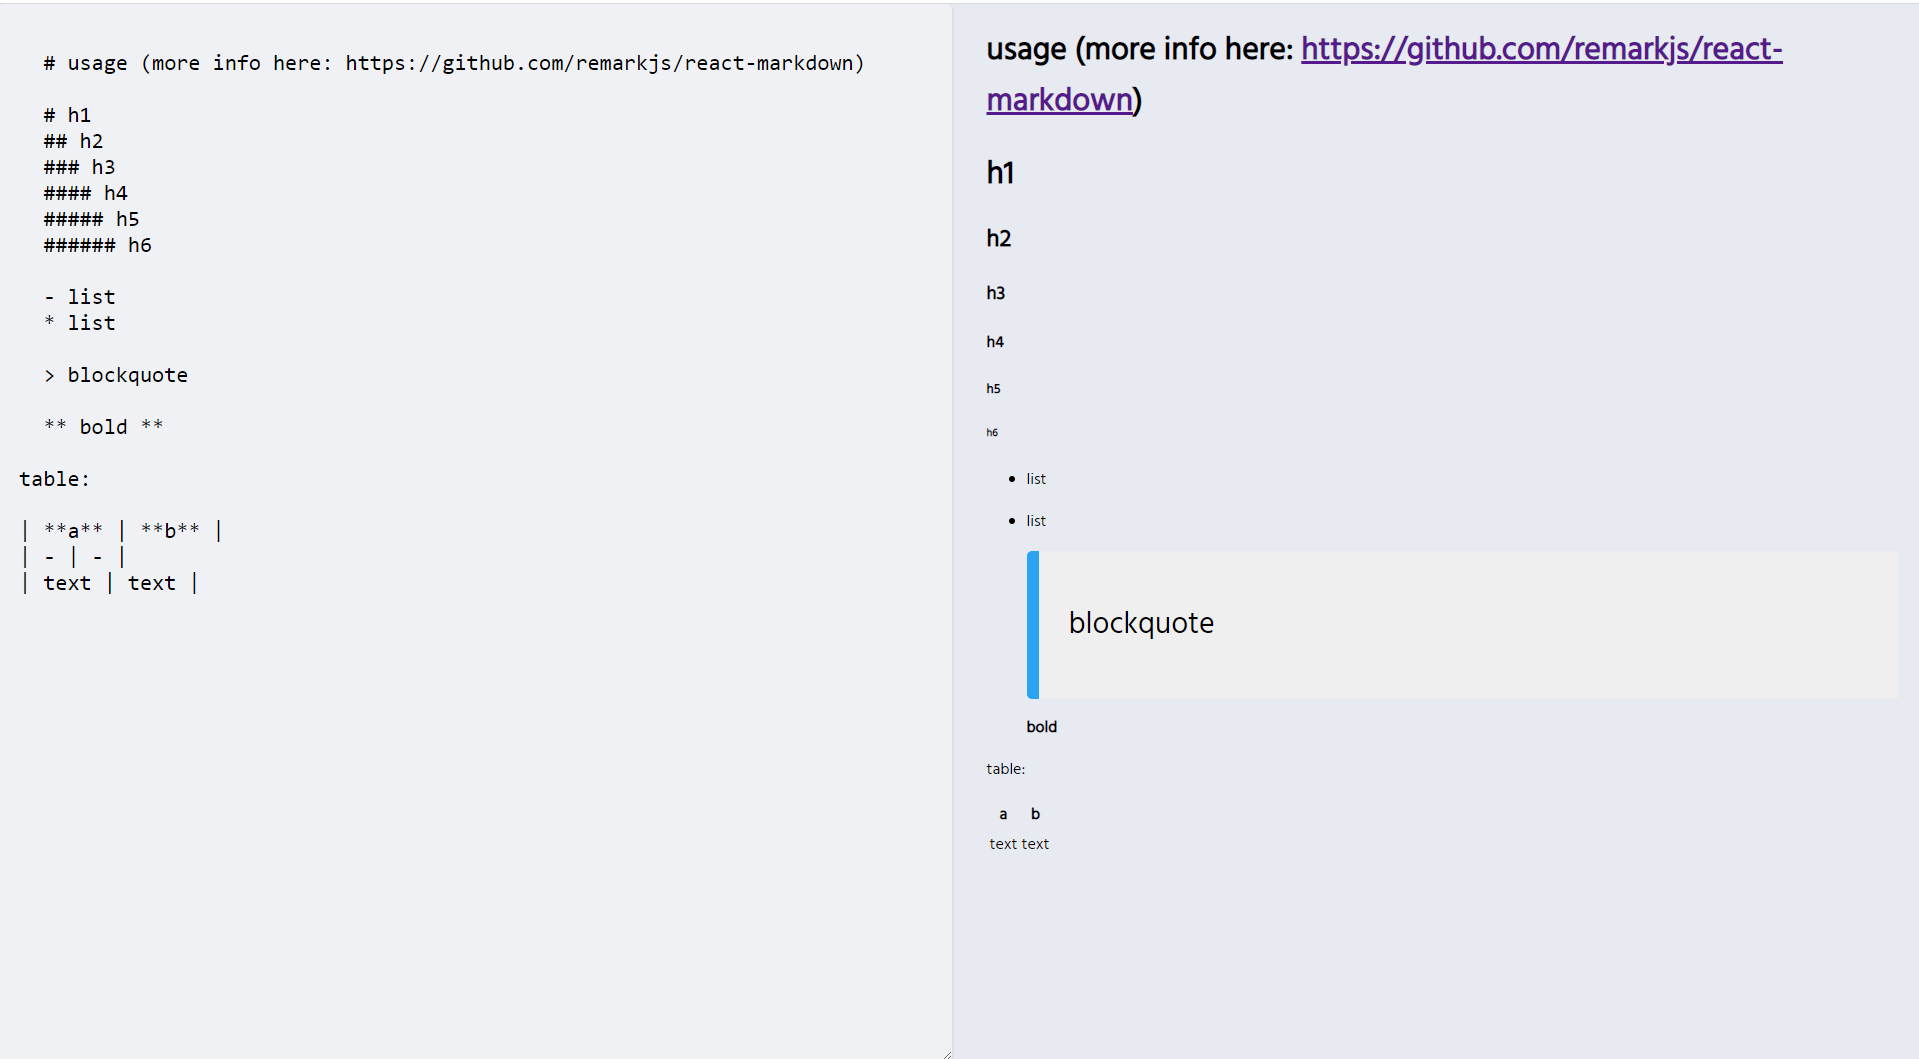 # usage (more info here: https://github.com/remarkjs/react-markdown)
# h1
## h2
### h3
#### h4
##### h5
###### h6
- list
* list
> blockquote
** bold **
table:
| **a** | **b** |
| - | - |
| text | text |
usage (more info here: https://github.com/remarkjs/react-
markdown)
h1
h2
h3
h4
h5
h6
• list
• list
blockquote
bold
table:
a b
text text